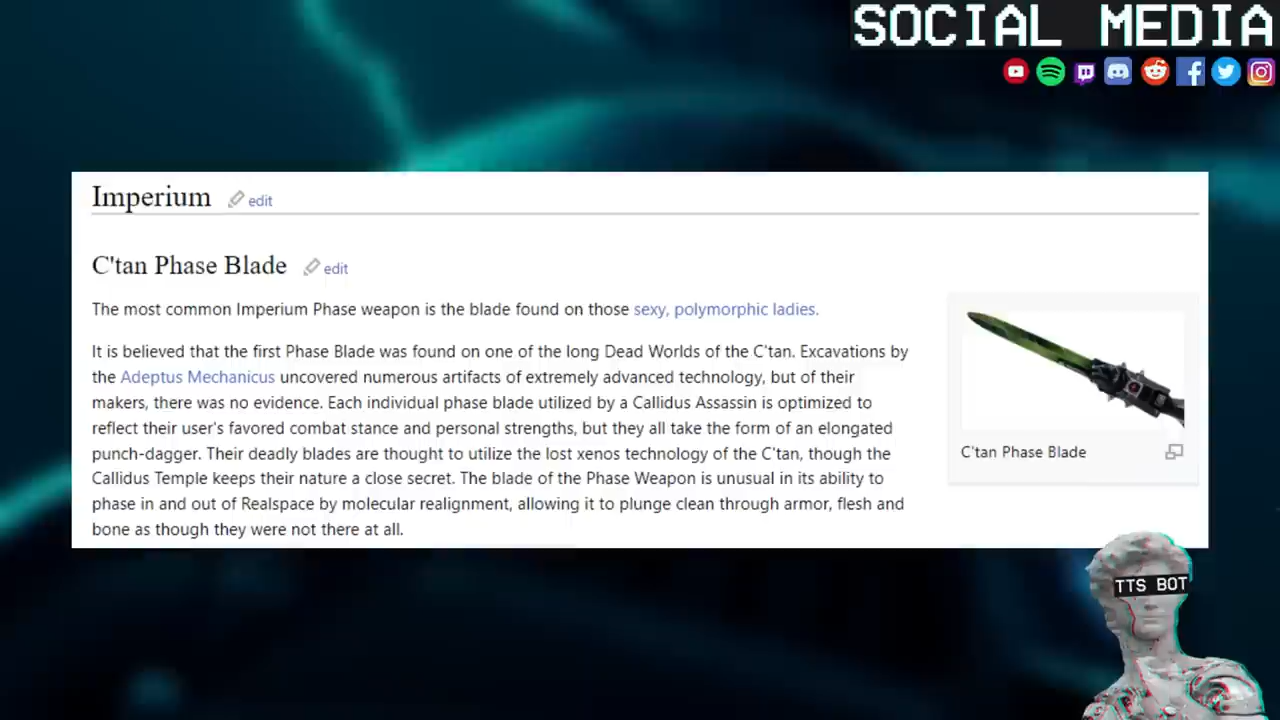 SOCIAL MEDIA
Imperium edit
C'tan Phase Blade edit
The most common Imperium Phase weapon is the blade found on those sexy, polymorphic ladies.
It is believed that the first Phase Blade was found on one of the long Dead Worlds of the C'tan. Excavations by
the Adeptus Mechanicus uncovered numerous artifacts of extremely advanced technology, but of their
makers, there was no evidence. Each individual phase blade utilized by a Callidus Assassin is optimized to
reflect their user's favored combat stance and personal strengths, but they all take the form of an elongated
punch-dagger. Their deadly blades are thought to utilize the lost xenos technology of the C'tan, though the
Callidus Temple keeps their nature a close secret. The blade of the Phase Weapon is unusual in its ability to
phase in and out of Realspace by molecular realignment, allowing it to plunge clean through armor, flesh and
bone as though they were not there at all.
C'tan Phase Blade
TTS BOT